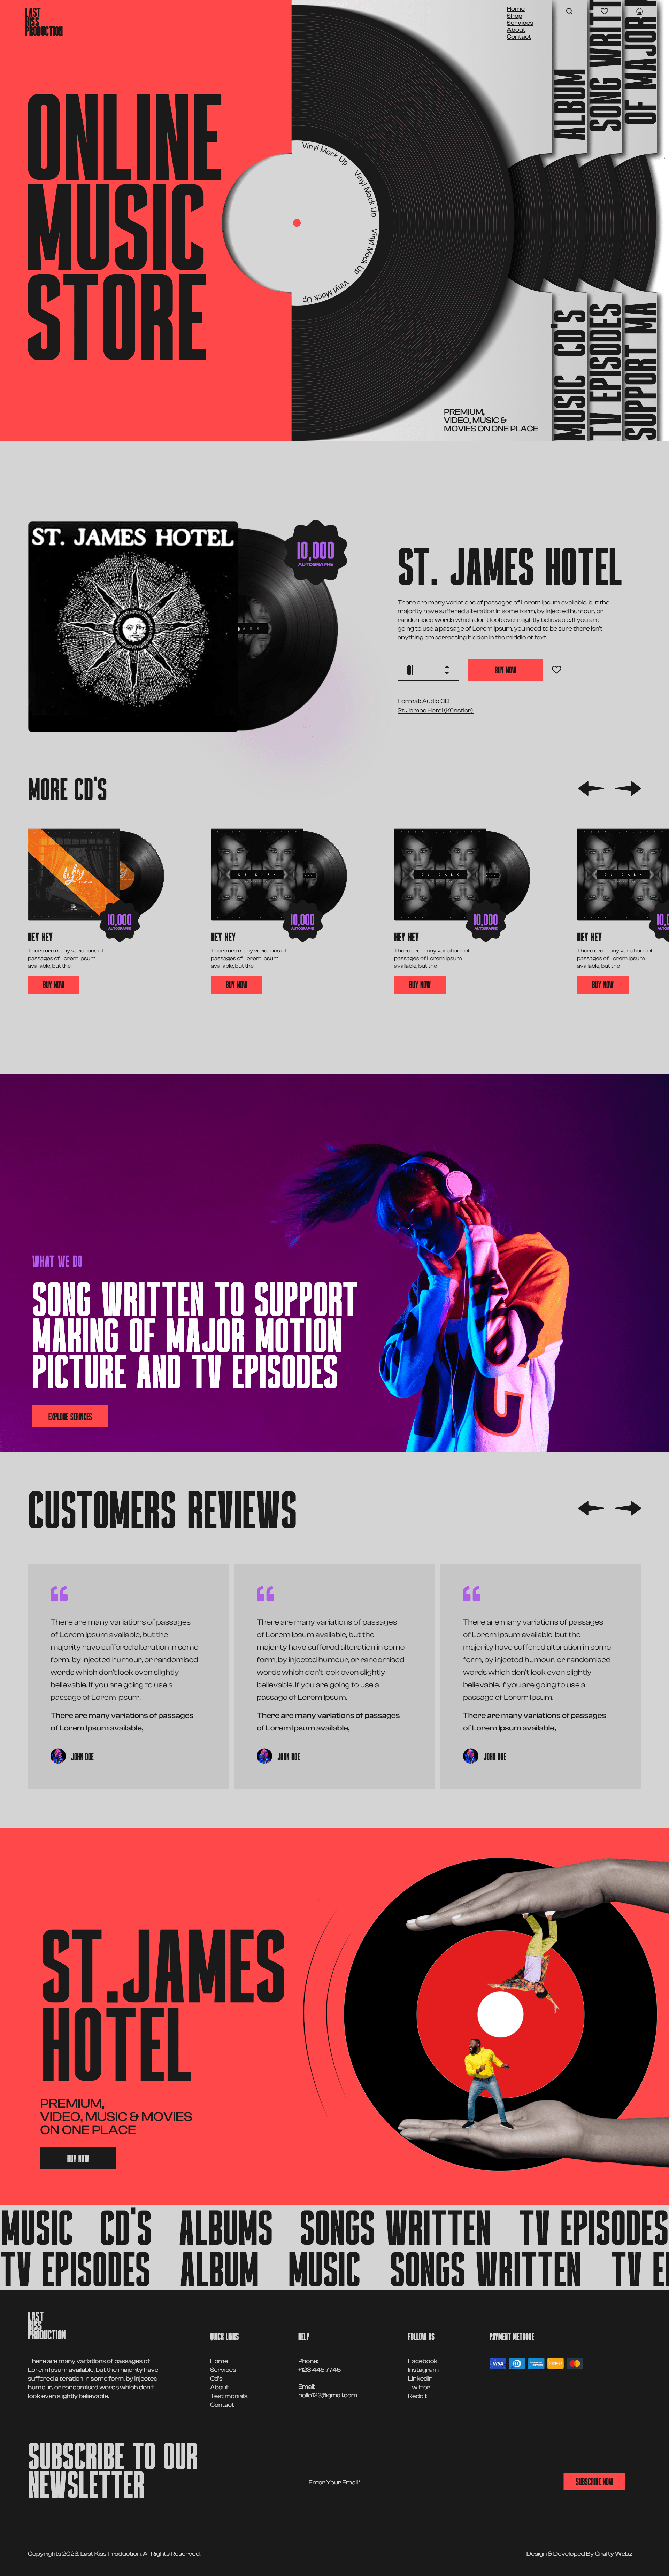 LAST
KISS
PRODUCTION
Home
Shop
Services
About
Contact
ONLINE
MUSIC
STORE
Vinyl Mock Up
Vinyl Mock Up
Vinyl Mock Up
Vinyl Mock Up
ALBUM
SONG WRIT
OF MAJOR
MUSIC CD'S
TV EPISODES
SUPPORT MA
PREMIUM,
VIDEO, MUSIC &
MOVIES ON ONE PLACE
ST. JAMES HOTEL
10,000
AUTOGRAPHE
ST. JAMES HOTEL
There are many variations of passages of Lorem Ipsum available, but the
majority have suffered alteration in some form, by injected humour, or
randomised words which don't look even slightly believable. If you are
going to use a passage of Lorem Ipsum, you need to be sure there isn't
anything embarrassing hidden in the middle of text.
01
BUY NOW
Format: Audio CD
St. James Hotel (Künstler)
MORE CD'S
10,000
AUTOGRAPHE
10,000
AUTOGRAPHE
10,000
AUTOGRAPHE
HEY HEY
There are many variations of
passages of Lorem Ipsum
available, but the
BUY NOW
HEY HEY
There are many variations of
passages of Lorem Ipsum
available, but the
BUY NOW
HEY HEY
There are many variations of
passages of Lorem Ipsum
available, but the
BUY NOW
HEY HEY
There are many variations of
passages of Lorem Ipsum
available, but the
BUY NOW
WHAT WE DO
SONG WRITTEN TO SUPPORT
MAKING OF MAJOR MOTION
PICTURE AND TV EPISODES
EXPLORE SERVICES
CUSTOMERS REVIEWS
There are many variations of passages
of Lorem Ipsum available, but the
majority have suffered alteration in some
form, by injected humour, or randomised
words which don't look even slightly
believable. If you are going to use a
passage of Lorem Ipsum,
There are many variations of passages
of Lorem Ipsum available,
JOHN DOE
There are many variations of passages
of Lorem Ipsum available, but the
majority have suffered alteration in some
form, by injected humour, or randomised
words which don't look even slightly
believable. If you are going to use a
passage of Lorem Ipsum,
There are many variations of passages
of Lorem Ipsum available,
JOHN DOE
There are many variations of passages
of Lorem Ipsum available, but the
majority have suffered alteration in some
form, by injected humour, or randomised
words which don't look even slightly
believable. If you are going to use a
passage of Lorem Ipsum,
There are many variations of passages
of Lorem Ipsum available,
JOHN DOE
ST.JAMES
HOTEL
PREMIUM,
VIDEO, MUSIC & MOVIES
ON ONE PLACE
BUY NOW
MUSIC CD'S ALBUMS SONGS WRITTEN TV EPISODES
TV EPISODES ALBUM MUSIC SONGS WRITTEN TV E
LAST
KISS
PRODUCTION
There are many variations of passages of
Lorem Ipsum available, but the majority have
suffered alteration in some form, by injected
humour, or randomised words which don't
look even slightly believable.
QUICK LINKS
Home
Services
Cd's
About
Testimonials
Contact
HELP
Phone:
+123 445 7745
Email:
hello123@gmail.com
FOLLOW US
Facebook
Instagram
LinkedIn
Twitter
Reddit
PAYMENT METHODE
VISA
SUBSCRIBE TO OUR
NEWSLETTER
Enter Your Email*
SUBSCRIBE NOW
Copyrights 2023. Last Kiss Production. All Rights Reserved.
Design & Developed By Crafty Webz